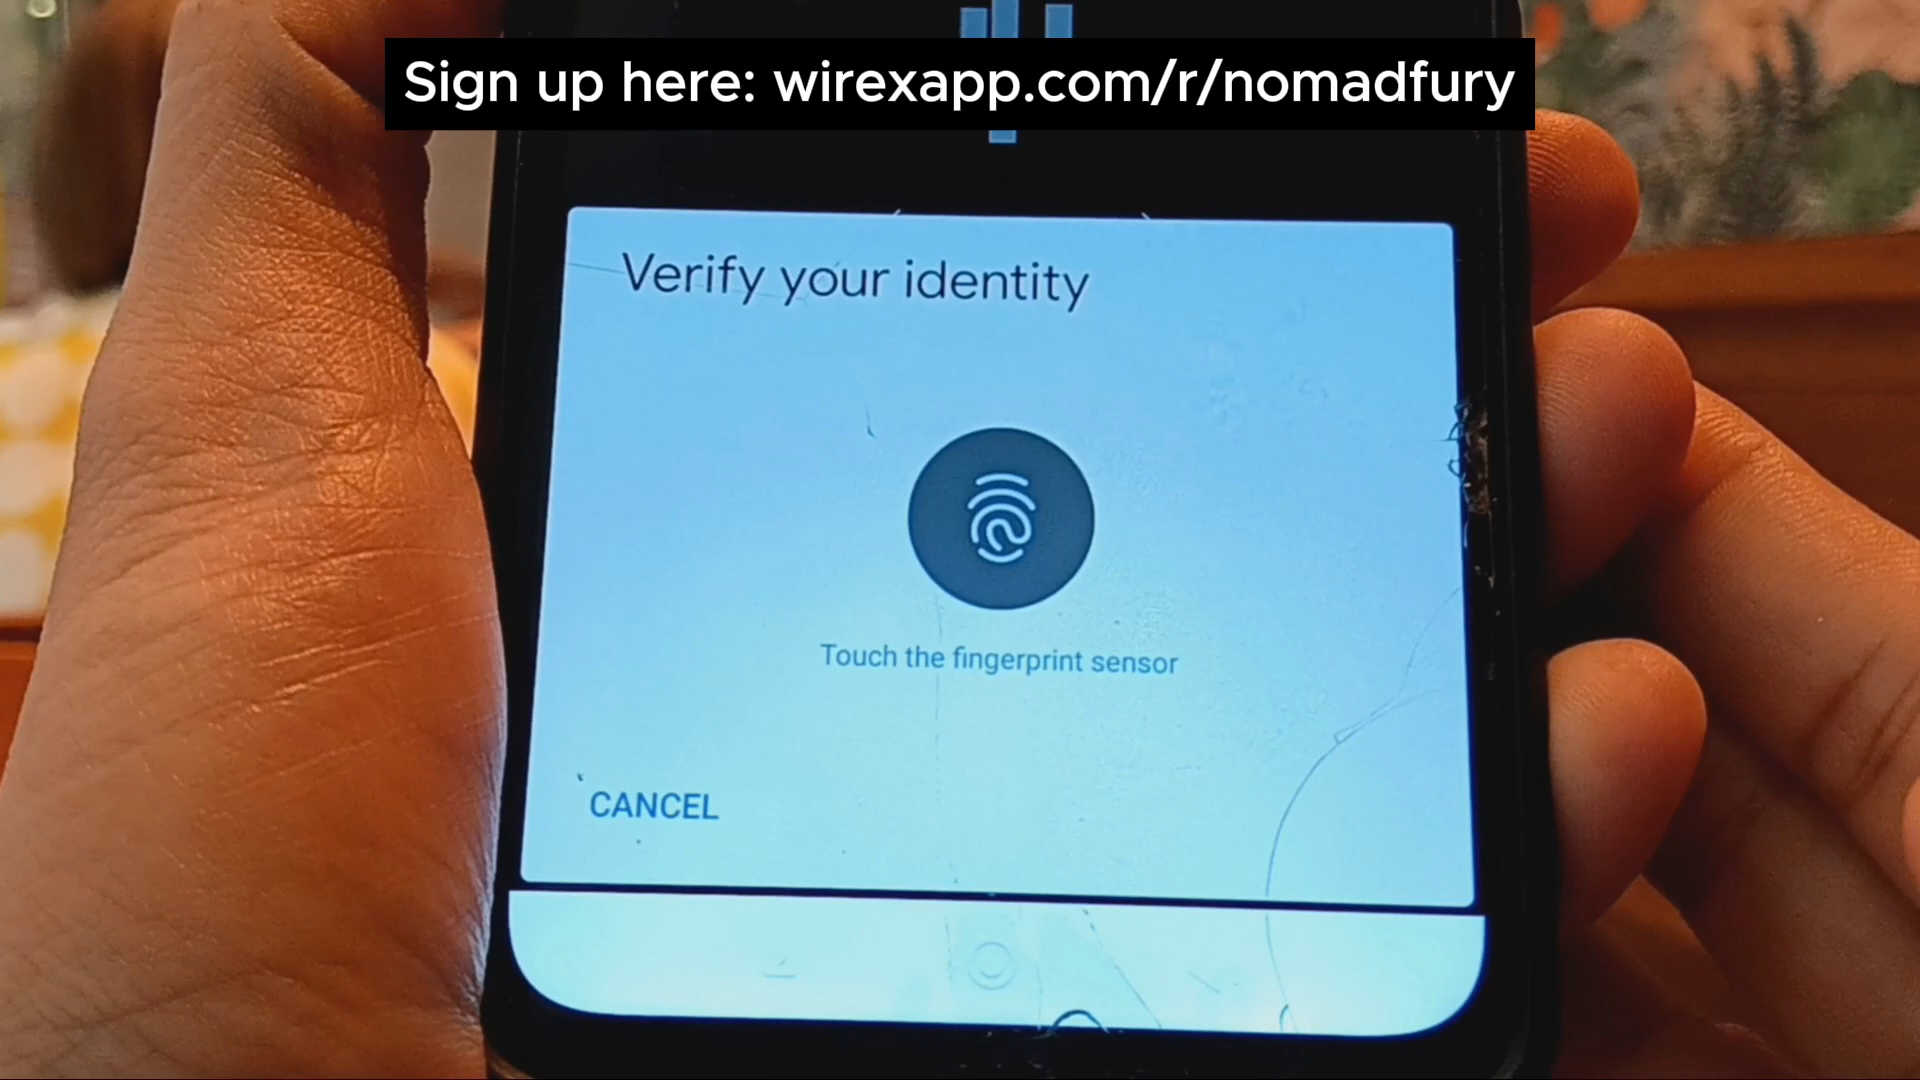 Sign up here: wirexapp.com/r/nomadfury
Verify your identity
Touch the fingerprint sensor
CANCEL